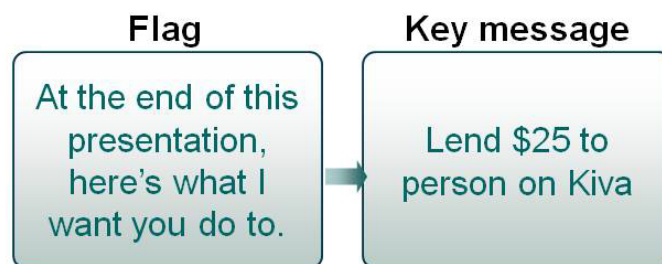 Flag
At the end of this
presentation,
here's what I
want you do to.
Key message
Lend $25 to
person on Kiva